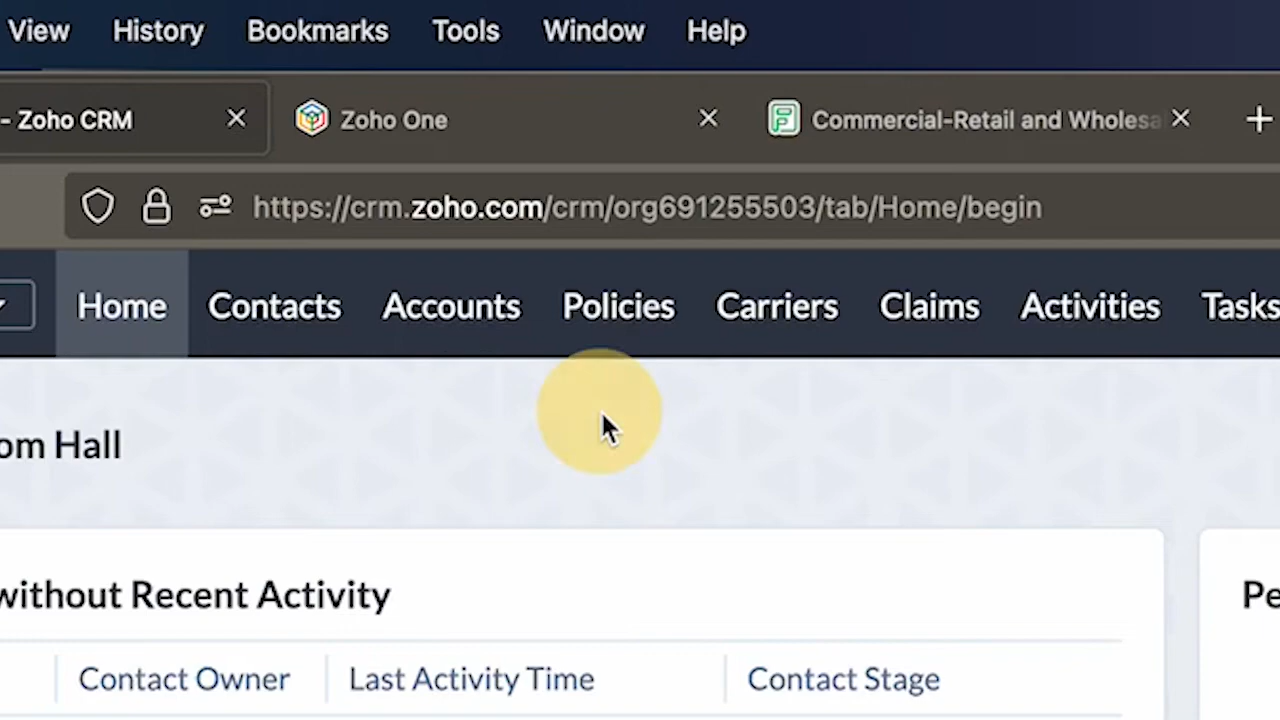 View History Bookmarks Tools Window Help
- Zoho CRM Zoho One Commercial-Retail and Wholesa
https://crm.zoho.com/crm/org691255503/tab/Home/begin
Home Contacts Accounts Policies Carriers Claims Activities Tasks
om Hall
without Recent Activity Pe
Contact Owner Last Activity Time Contact Stage